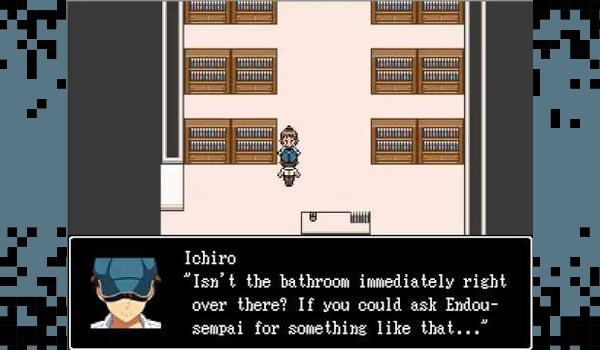 Ichiro
"Isn't the bathroom immediately right
over there? If you could ask Endou-
sempai for something like that..."